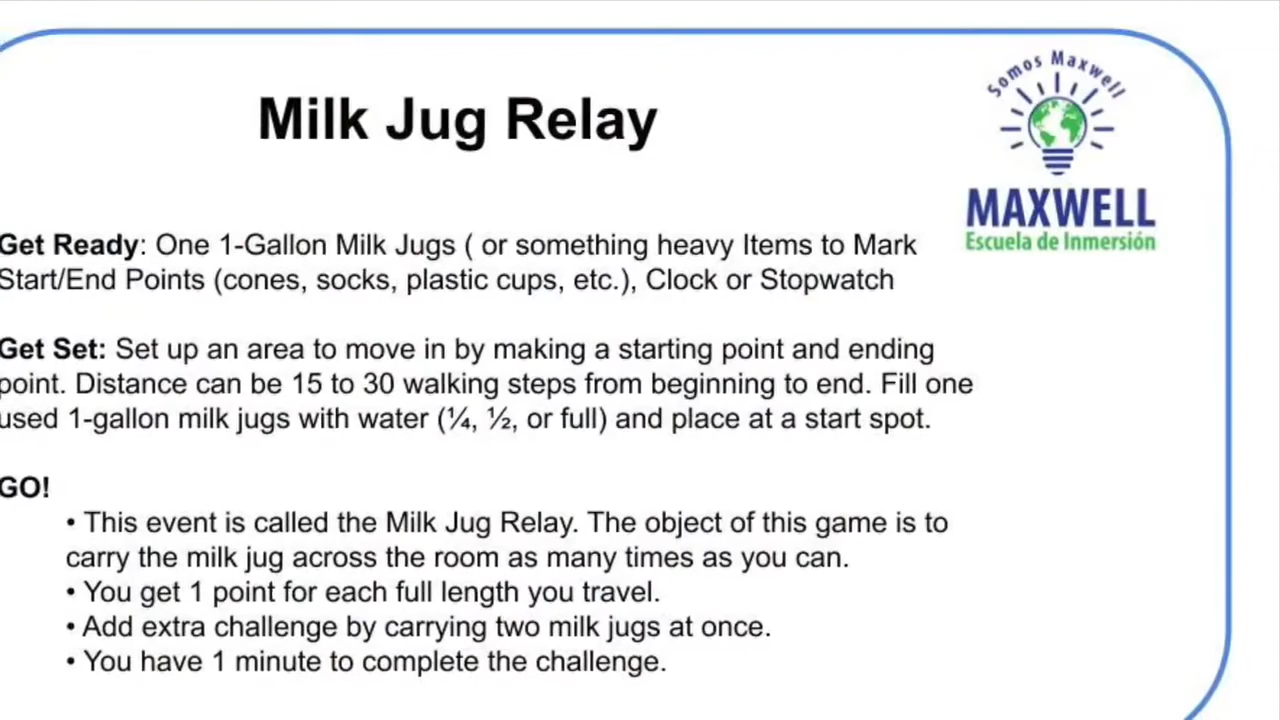 Somos Maxwell
Milk Jug Relay
MAXWELL
Escuela de Inmersión
Get Ready: One 1-Gallon Milk Jugs ( or something heavy Items to Mark
Start/End Points (cones, socks, plastic cups, etc.), Clock or Stopwatch
Get Set: Set up an area to move in by making a starting point and ending
point. Distance can be 15 to 30 walking steps from beginning to end. Fill one
used 1-gallon milk jugs with water (¼, ½, or full) and place at a start spot.
GO!
• This event is called the Milk Jug Relay. The object of this game is to
carry the milk jug across the room as many times as you can.
• You get 1 point for each full length you travel.
• Add extra challenge by carrying two milk jugs at once.
• You have 1 minute to complete the challenge.